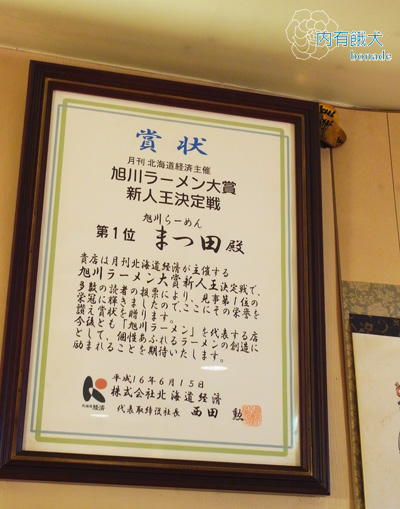 内有餓犬
bonade
賞状
月刊 北海道経済主催
旭川ラーメン大賞
新人王決定戦
旭川らーめん
第1位 まつ田 殿
貴店は月刊北海道経済が主催する
旭川ラーメン大賞新人王決定戦で、
多数の読者の投票により、見事第1位の
栄冠に輝きましたのでここにその栄誉を
讃え賞状を贈ります。
今後とも「旭川ラーメン」を代表する店
として、個性あふれるラーメンの創造に
励まれることを期待いたします。
平成16年6月15日
株式会社北海道経済
代表取締役社長 西田 勲
北海道経済